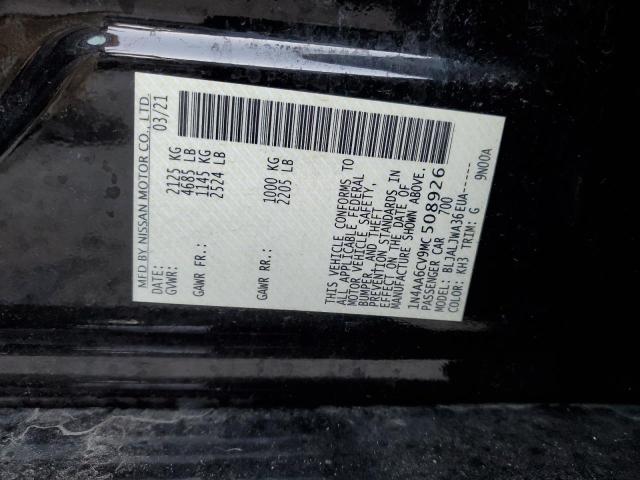 MFD BY NISSAN MOTOR CO., LTD.
DATE: 03/21
GVWR: 2125 KG
4685 LB
GAWR FR.: 1145 KG
2524 LB
GAWR RR.: 1000 KG
2205 LB
THIS VEHICLE CONFORMS TO
ALL APPLICABLE FEDERAL
MOTOR VEHICLE SAFETY,
BUMPER, AND THEFT
PREVENTION STANDARDS IN
EFFECT ON THE DATE OF
MANUFACTURE SHOWN ABOVE.
1N4AA6CV9MC508926
PASSENGER CAR 700
MODEL: BLJALJWA36EUA------
COLOR: KH3 TRIM: G 9N00A